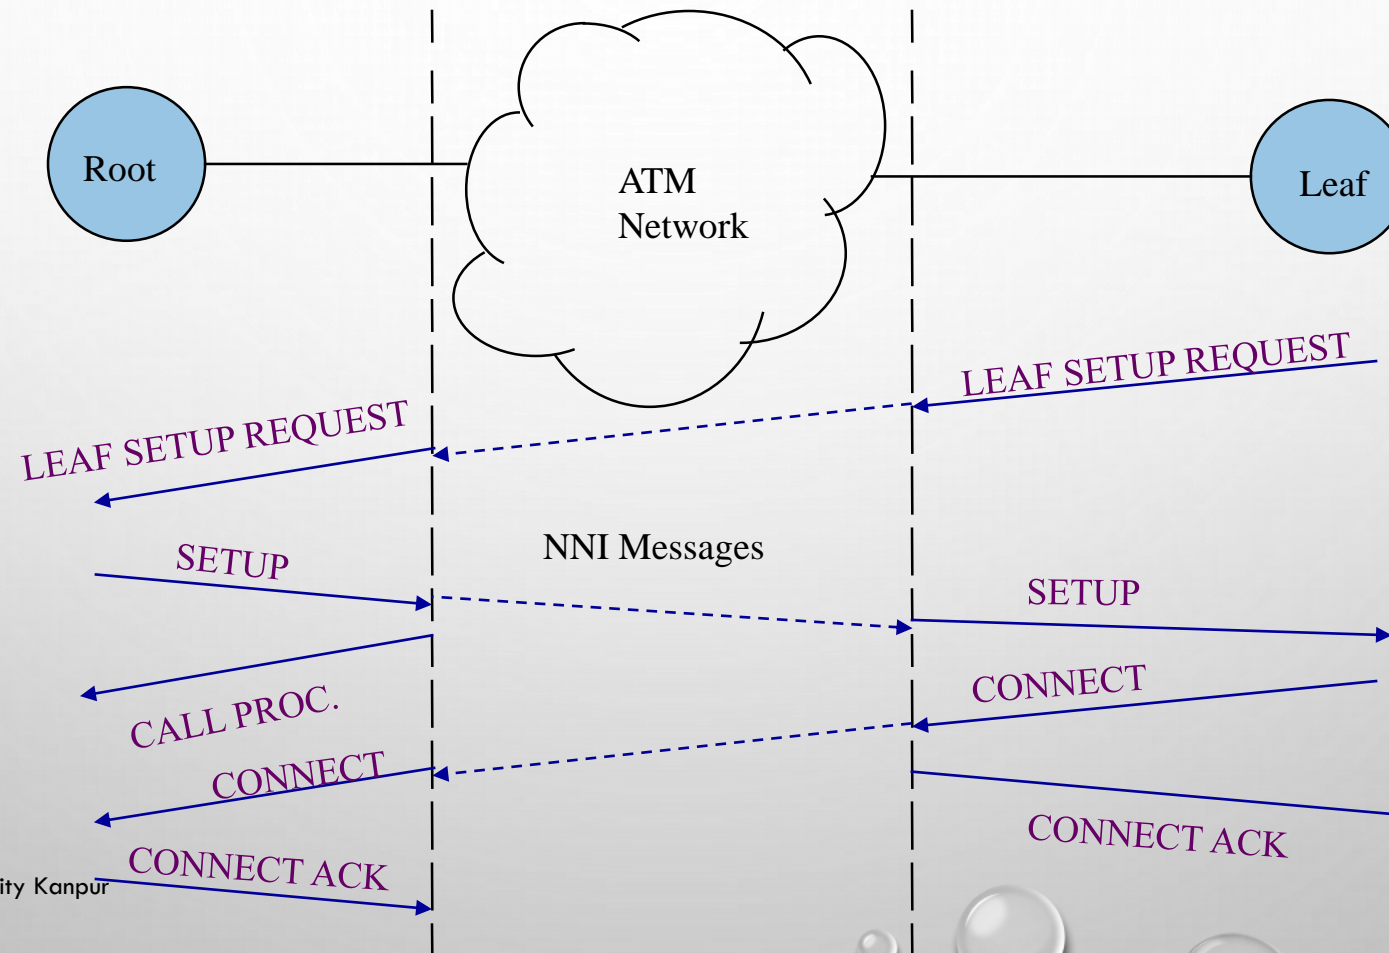 Root
ATM
Network
Leaf
LEAF SETUP REQUEST
LEAF SETUP REQUEST
NNI Messages
SETUP
SETUP
CONNECT
CALL PROC.
CONNECT
CONNECT ACK
CONNECT ACK
ity Kanpur